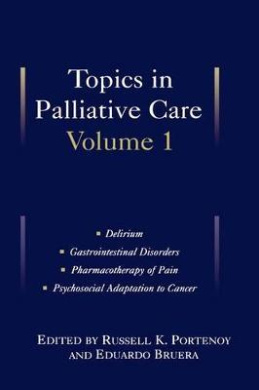 Topics in
Palliative Care
Volume 1
▪ Delirium
▪ Gastrointestinal Disorders
▪ Pharmacotherapy of Pain
▪ Psychosocial Adaptation to Cancer
EDITED BY RUSSELL K. PORTENOY
AND EDUARDO BRUERA